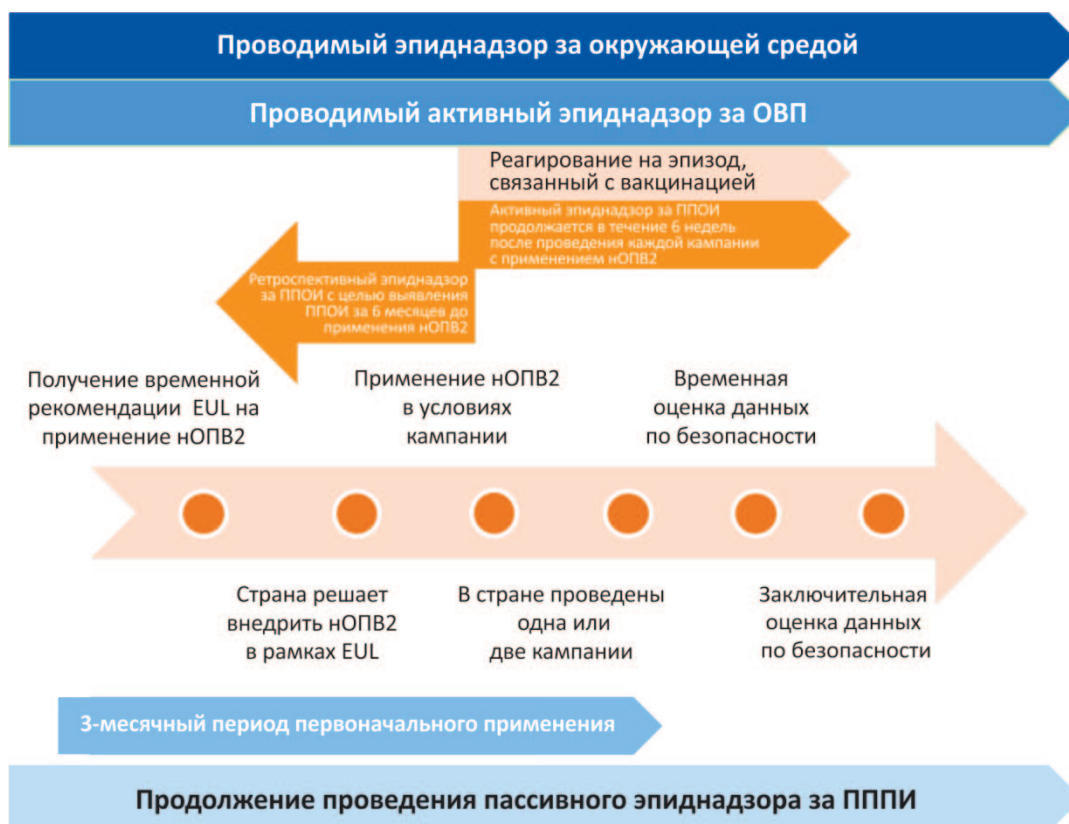 Проводимый эпиднадзор за окружающей средой
Проводимый активный эпиднадзор за ОВП
Реагирование на эпизод,
связанный с вакцинацией
Активный эпиднадзор за ППОИ
продолжается в течение 6 недель
после проведения каждой кампании
с применением нОПВ2
Ретроспективный эпиднадзор
за ППОИ с целью выявления
ППОИ за 6 месяцев до
применения нОПВ2
Получение временной
рекомендации EUL на
применение нОПВ2
Применение нОПВ2
в условиях
кампании
Временная
оценка данных
по безопасности
Страна решает
внедрить нОПВ2
в рамках EUL
В стране проведены
одна или
две кампании
Заключительная
оценка данных
по безопасности
3-месячный период первоначального применения
Продолжение проведения пассивного эпиднадзора за ПППИ